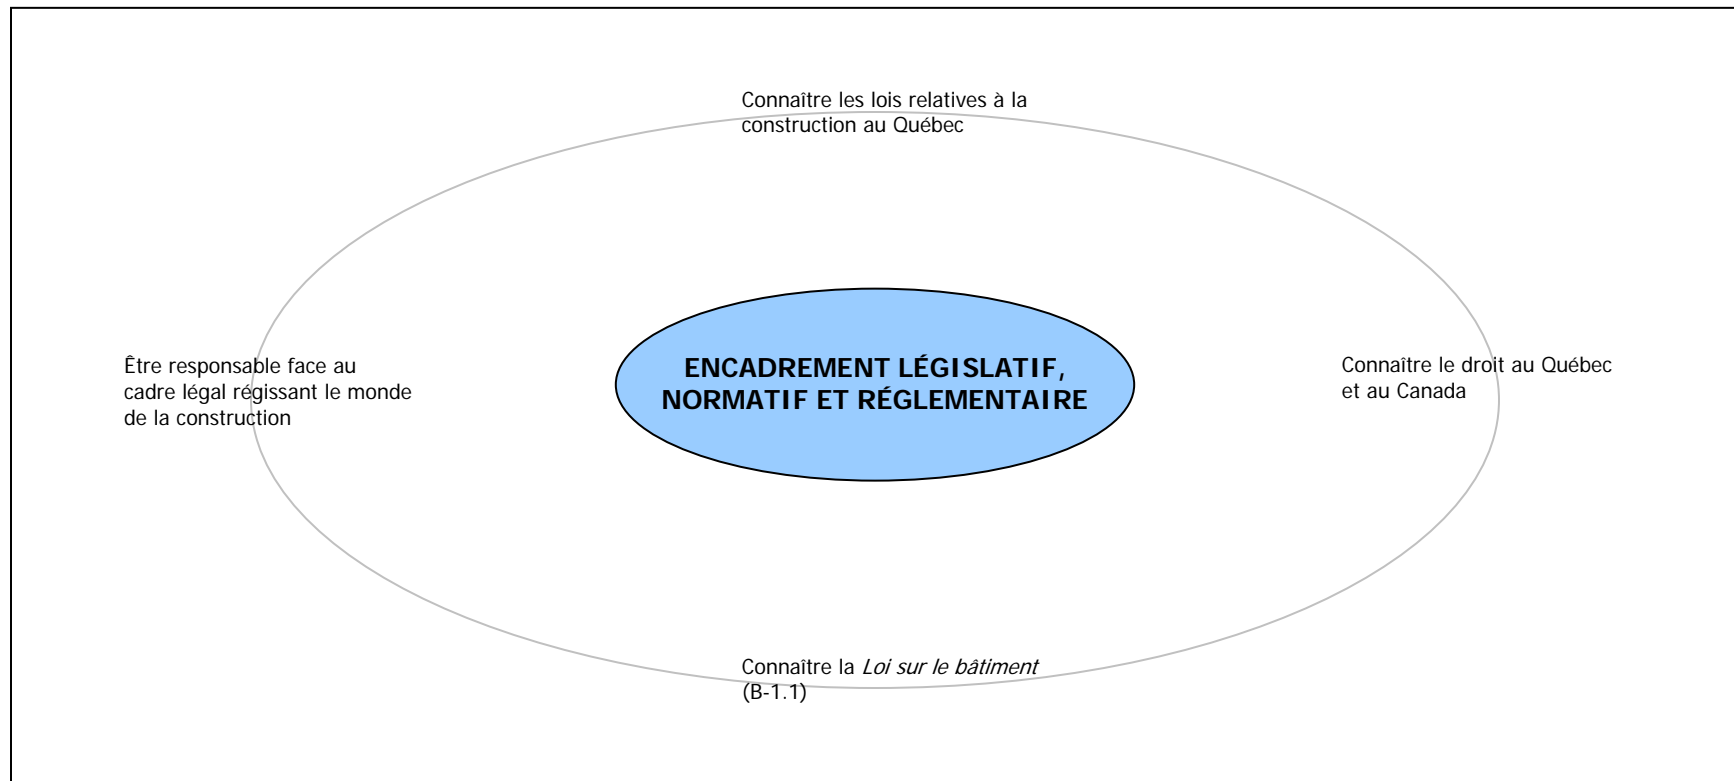 Connaître les lois relatives à la
construction au Québec
Être responsable face au
cadre légal régissant le monde
de la construction
ENCADREMENT LÉGISLATIF,
NORMATIF ET RÉGLEMENTAIRE
Connaître le droit au Québec
et au Canada
Connaître la Loi sur le bâtiment
(B-1.1)